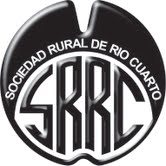 SOCIEDAD RURAL DE RIO CUARTO
SRRC